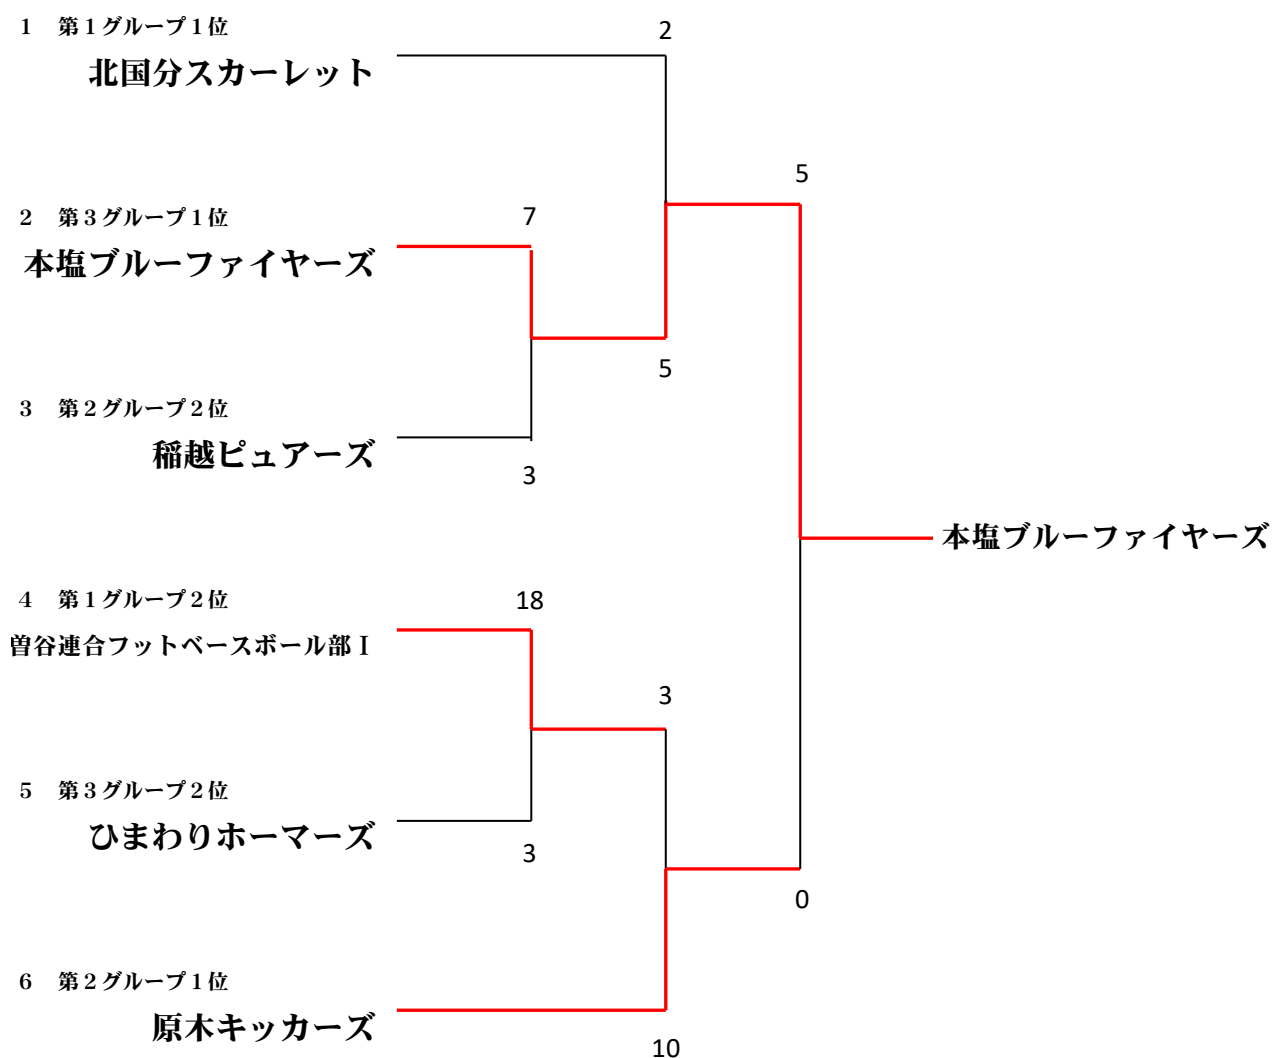 1　第１グループ１位
2
北国分スカーレット
5
2　第３グループ１位
7
本塩ブルーファイヤーズ
5
3　第２グループ２位
稲越ピュアーズ
3
本塩ブルーファイヤーズ
4　第１グループ２位
18
曽谷連合フットベースボール部Ⅰ
3
5　第３グループ２位
ひまわりホーマーズ
3
0
6　第２グループ１位
原木キッカーズ
10